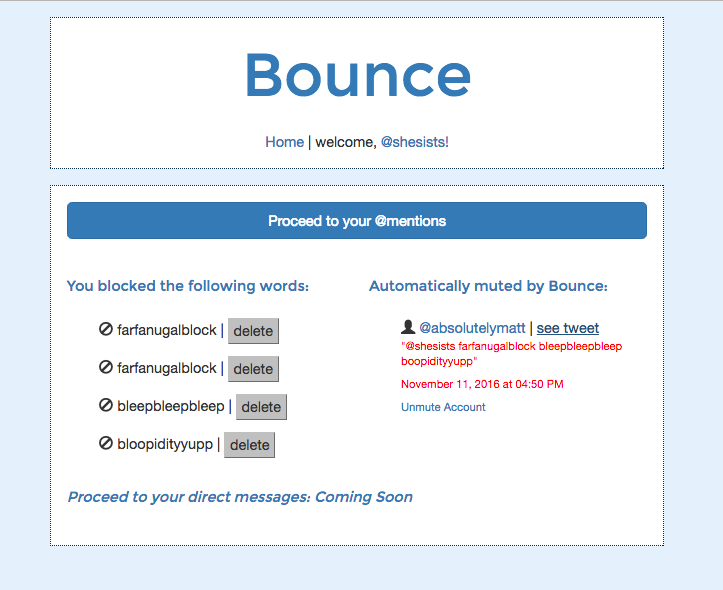 Bounce
Home | welcome, @shesists!
Proceed to your @mentions
You blocked the following words:
farfanugalblock | delete
farfanugalblock | delete
bleepbleepbleep | delete
bloopidityyupp | delete
Automatically muted by Bounce:
@absolutelymatt | see tweet
"@shesists farfanugalblock bleepbleepbleep
boopidityyupp"
November 11, 2016 at 04:50 PM
Unmute Account
Proceed to your direct messages: Coming Soon